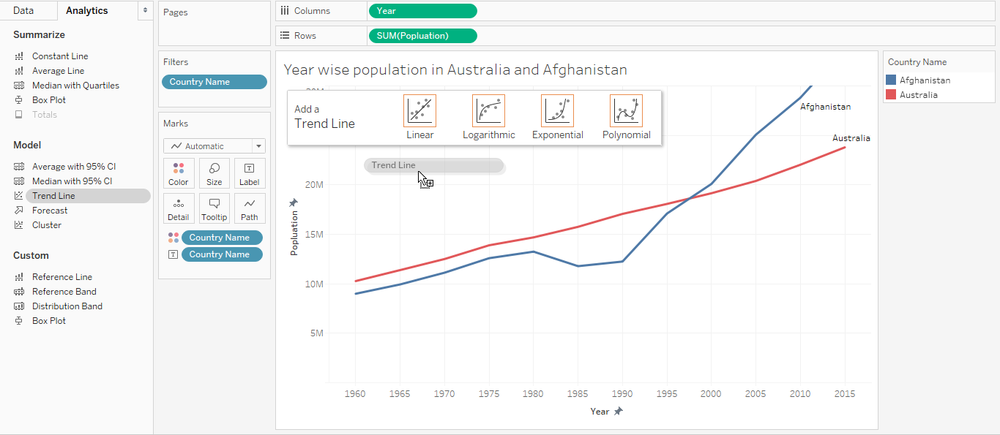 Data
Analytics
Summarize
Constant Line
Average Line
Median with Quartiles
Box Plot
Totals
Model
Average with 95% CI
Median with 95% CI
Trend Line
Forecast
Cluster
Custom
Reference Line
Reference Band
Distribution Band
Box Plot
Pages
Filters
Country Name
Marks
Automatic
Color
Size
Label
Detail
Tooltip
Path
Country Name
Country Name
Columns
Year
Rows
SUM(Popluation)
Year wise population in Australia and Afghanistan
Add a
Trend Line
Linear
Logarithmic
Exponential
Polynomial
Trend Line
Afghanistan
Australia
20M
15M
10M
5M
Popluation
1960
1965
1970
1975
1980
1985
1990
1995
2000
2005
2010
2015
Year
Country Name
Afghanistan
Australia